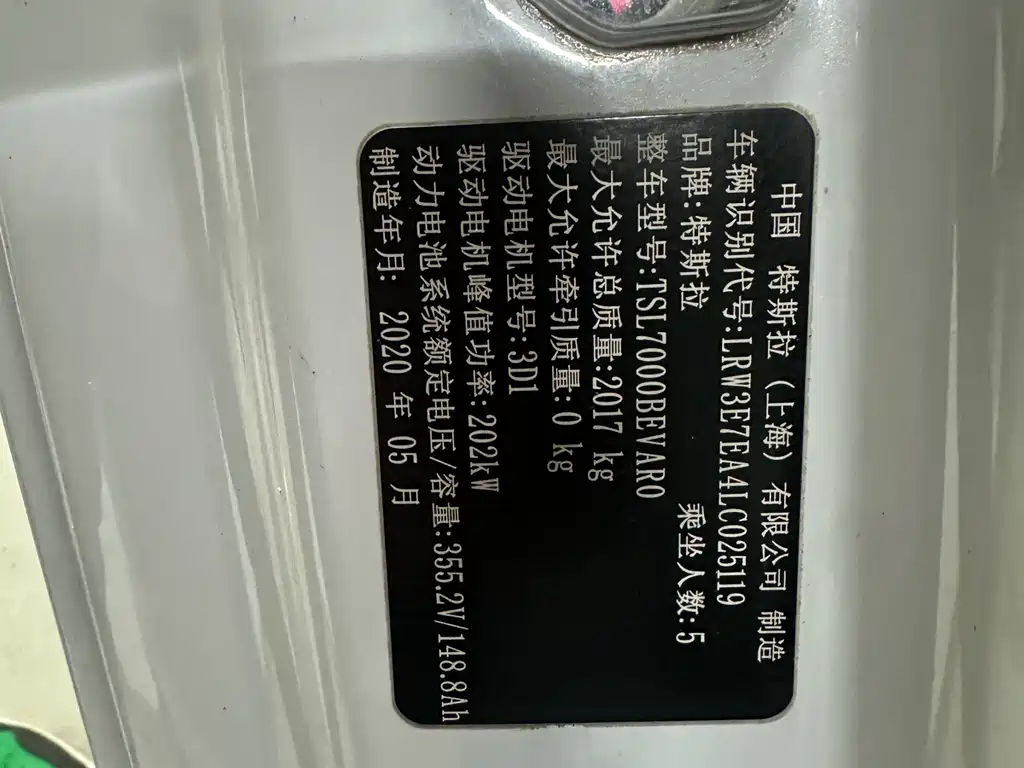 中国 特斯拉（上海）有限公司 制造
车辆识别代号:LRW3E7EA4LC025119
品牌:特斯拉 乘坐人数:5
整车型号:TSL7000BEVAR0
最大允许总质量:2017 kg
最大允许牵引质量:0 kg
驱动电机型号:3D1
驱动电机峰值功率:202kW
动力电池系统额定电压/容量:355.2V/148.8Ah
制造年月: 2020 年 05 月